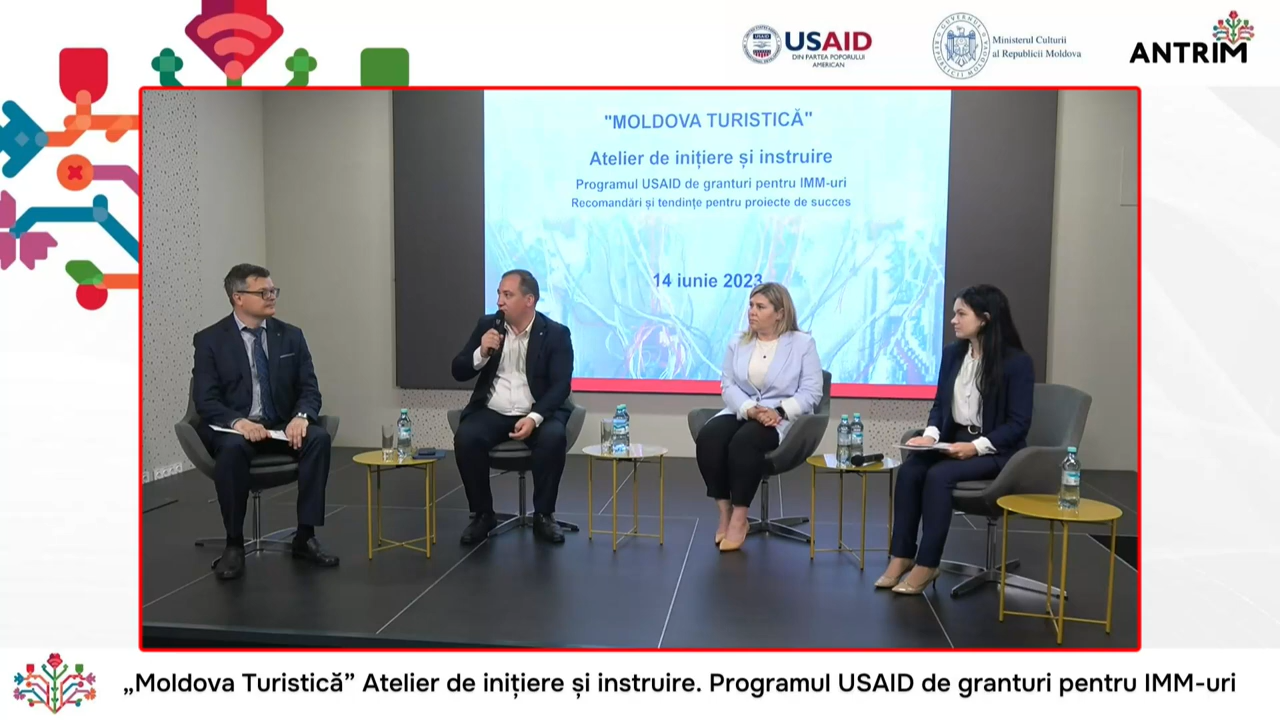 USAID
DIN PARTEA POPORULUI
AMERICAN
Ministerul Culturii
al Republicii Moldova
ANTRIM
"MOLDOVA TURISTICĂ"
Atelier de inițiere și instruire
Programul USAID de granturi pentru IMM-uri
Recomandări și tendințe pentru proiecte de succes
14 iunie 2023
„Moldova Turistică” Atelier de inițiere și instruire. Programul USAID de granturi pentru IMM-uri